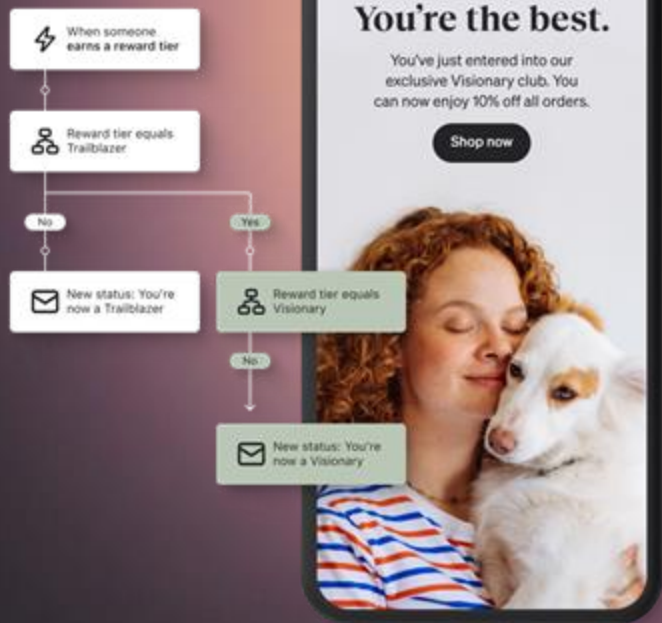 When someone
earns a reward tier
Reward tier equals
Trailblazer
No
Yes
New status: You're
now a Trailblazer
Reward tier equals
Visionary
No
New status: You're
now a Visionary
You're the best.
You've just entered into our
exclusive Visionary club. You
can now enjoy 10% off all orders.
Shop now